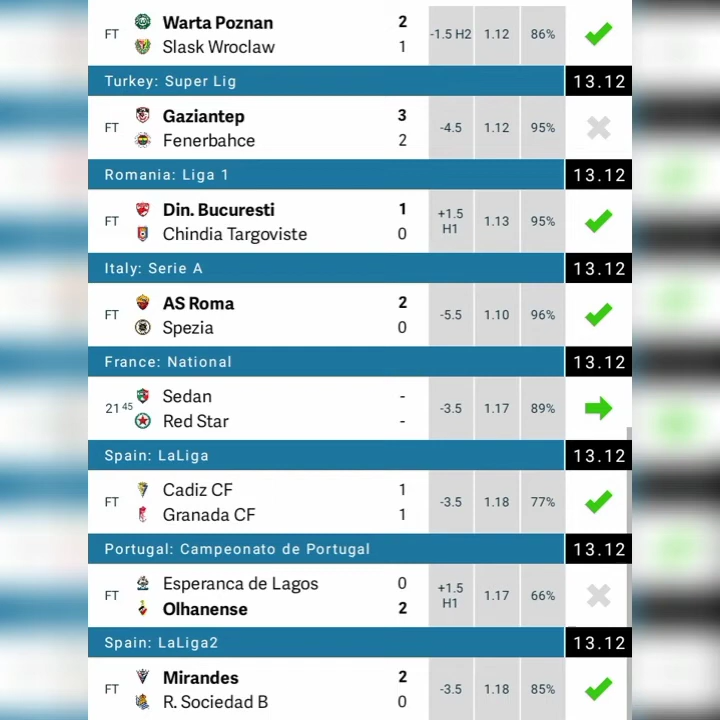 FT Warta Poznan 2 -1.5 H2 1.12 86%
Slask Wroclaw 1
Turkey: Super Lig 13.12
FT Gaziantep 3 -4.5 1.12 95%
Fenerbahce 2
Romania: Liga 1 13.12
FT Din. Bucuresti 1 +1.5 H1 1.13 95%
Chindia Targoviste 0
Italy: Serie A 13.12
FT AS Roma 2 -5.5 1.10 96%
Spezia 0
France: National 13.12
21 45 Sedan - -3.5 1.17 89%
Red Star -
Spain: LaLiga 13.12
FT Cadiz CF 1 -3.5 1.18 77%
Granada CF 1
Portugal: Campeonato de Portugal 13.12
FT Esperanca de Lagos 0 +1.5 H1 1.17 66%
Olhanense 2
Spain: LaLiga2 13.12
FT Mirandes 2 -3.5 1.18 85%
R. Sociedad B 0